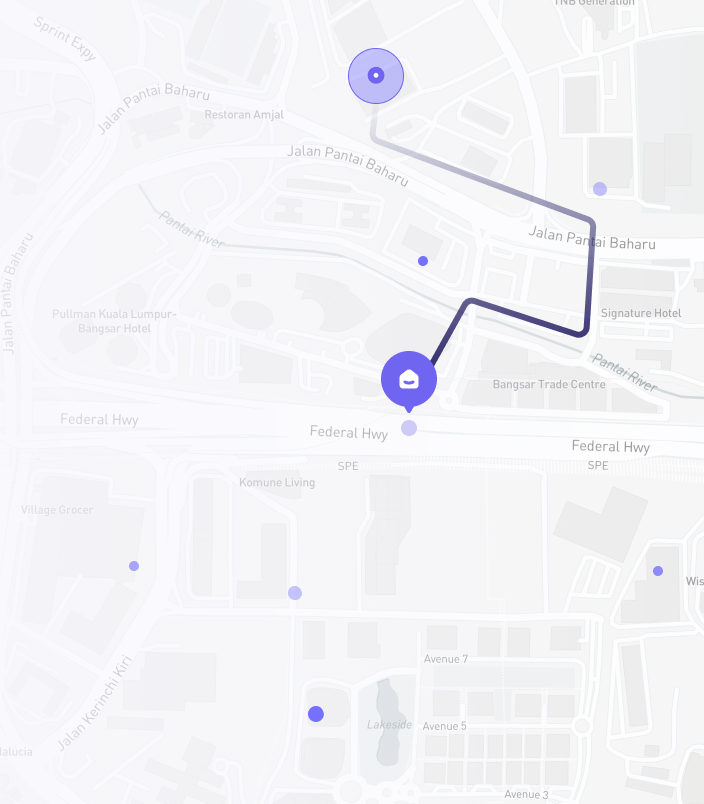 TNB Generation
Sprint Expy
Jalan Pantai Baharu
Restoran Amjal
Jalan Pantai Baharu
Pantai River
Jalan Pantai Baharu
Jalan Pantai Baharu
Pullman Kuala Lumpur-
Bangsar Hotel
Signature Hotel
Pantai River
Bangsar Trade Centre
Federal Hwy
Federal Hwy
Federal Hwy
SPE
SPE
Komune Living
Village Grocer
Wis
Avenue 7
Jalan Kerinchi Kiri
Lakeside
Avenue 5
alucia
Avenue 3